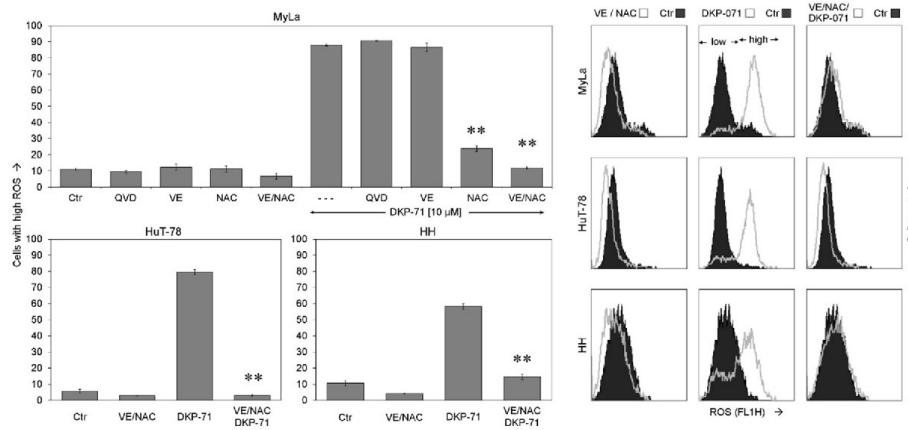 MyLa
Cells with high ROS →
100
90
80
70
60
50
40
30
20
10
0
Ctr
QVD
VE
NAC
VE/NAC
---
QVD
VE
NAC
VE/NAC
**
**
DKP-71 [10 µM]
HuT-78
100
90
80
70
60
50
40
30
20
10
0
Ctr
VE/NAC
DKP-71
VE/NAC
DKP-71
**
HH
100
90
80
70
60
50
40
30
20
10
0
Ctr
VE/NAC
DKP-71
VE/NAC
DKP-71
**
VE / NAC Ctr
DKP-071 Ctr
VE/NAC/
DKP-071 Ctr
low high
MyLa
HuT-78
HH
ROS (FL1H) →